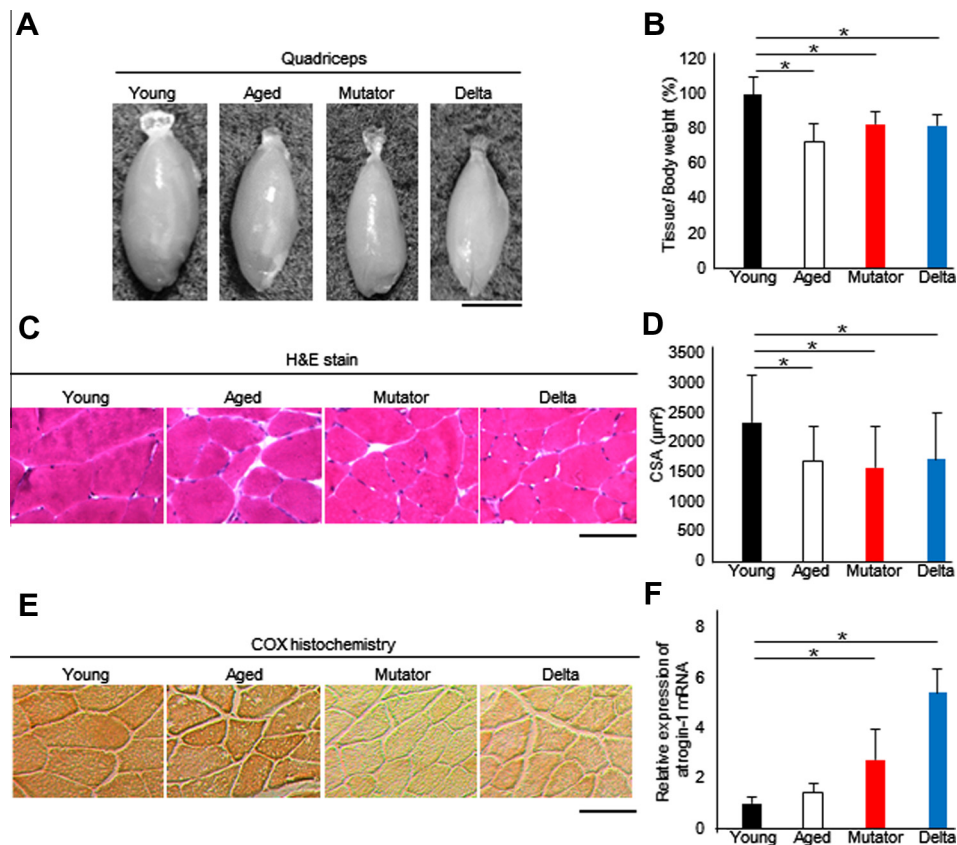 A
Quadriceps
Young Aged Mutator Delta
B
Tissue/ Body weight (%)
120
100
80
60
40
20
0
* * *
Young Aged Mutator Delta
C
H&E stain
Young Aged Mutator Delta
D
CSA (µm²)
3500
3000
2500
2000
1500
1000
500
0
* * *
Young Aged Mutator Delta
E
COX histochemistry
Young Aged Mutator Delta
F
Relative expression of
atrogin-1 mRNA
8
6
4
2
0
* *
Young Aged Mutator Delta